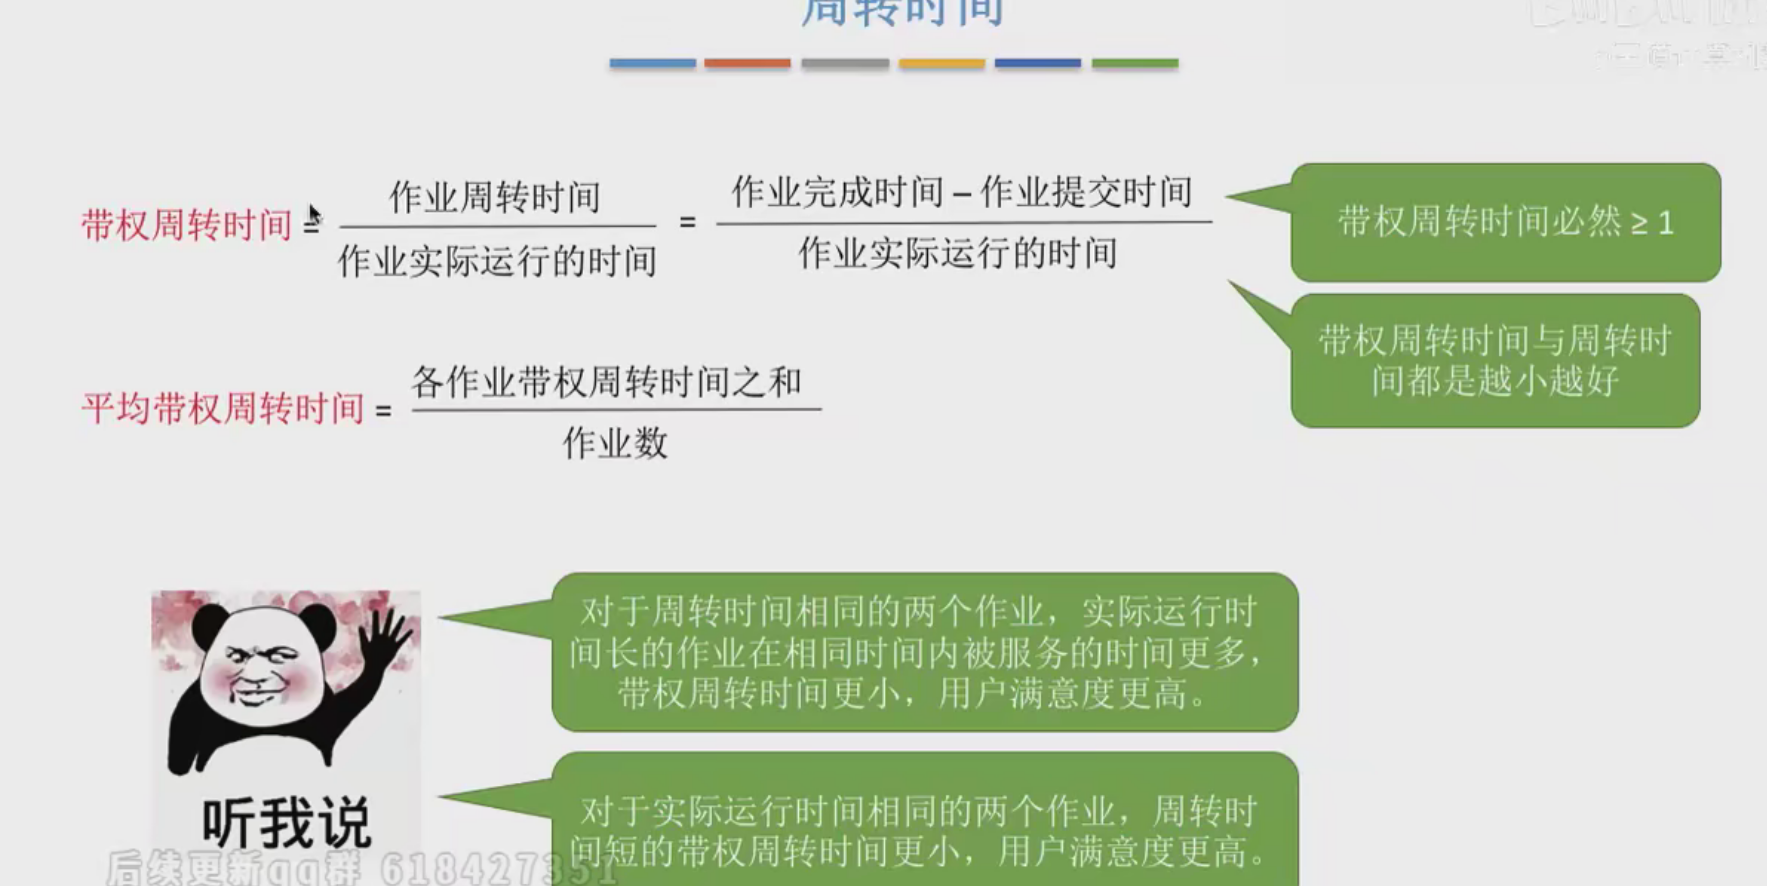 周转时间
带权周转时间 = 作业周转时间 / 作业实际运行的时间 = 作业完成时间 – 作业提交时间 / 作业实际运行的时间
带权周转时间必然 ≥ 1
带权周转时间与周转时
间都是越小越好
平均带权周转时间 = 各作业带权周转时间之和 / 作业数
对于周转时间相同的两个作业，实际运行时
间长的作业在相同时间内被服务的时间更多，
带权周转时间更小，用户满意度更高。
听我说
对于实际运行时间相同的两个作业，周转时
间短的带权周转时间更小，用户满意度更高。
后续更新qq群 618427351